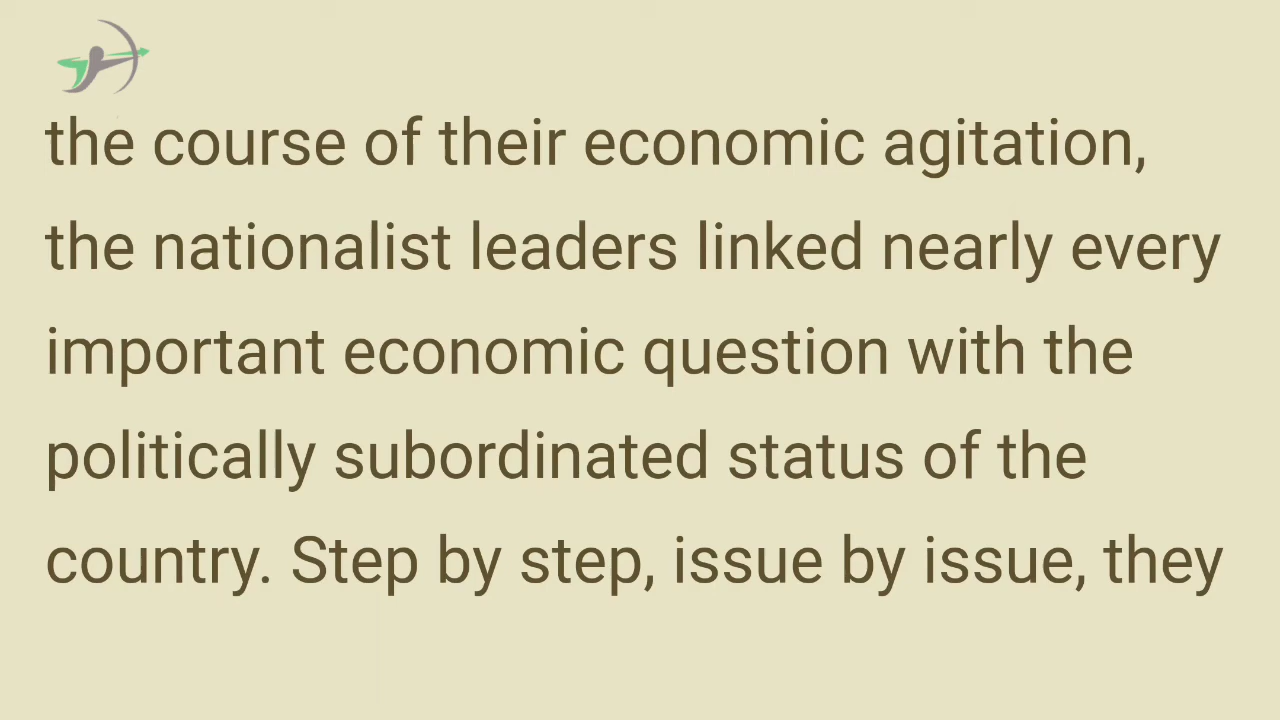 the course of their economic agitation,
the nationalist leaders linked nearly every
important economic question with the
politically subordinated status of the
country. Step by step, issue by issue, they